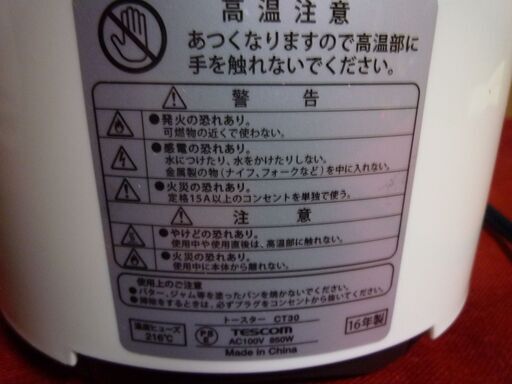 高温注意
あつくなりますので高温部に
手を触れないでください。
警告
●発火の恐れあり。
可燃物の近くで使わない。
●感電の恐れあり。
水につけたり、水をかけたりしない。
金属製の物(ナイフ、フォークなど)を中に入れない。
●火災の恐れあり。
定格15A以上のコンセントを単独で使う。
注意
●やけどの恐れあり。
使用中や使用直後は、高温部に触れない。
●火災の恐れあり。
使用中に本体から離れない。
使用上のご注意
●バター、ジャム等を塗ったパンを焼かないでください。
●掃除をするときは、必ずプラグをコンセントから抜いてください。
トースター CT30
温度ヒューズ
216℃
PS
E
TESCOM
AC100V 850W
Made in China
16年製